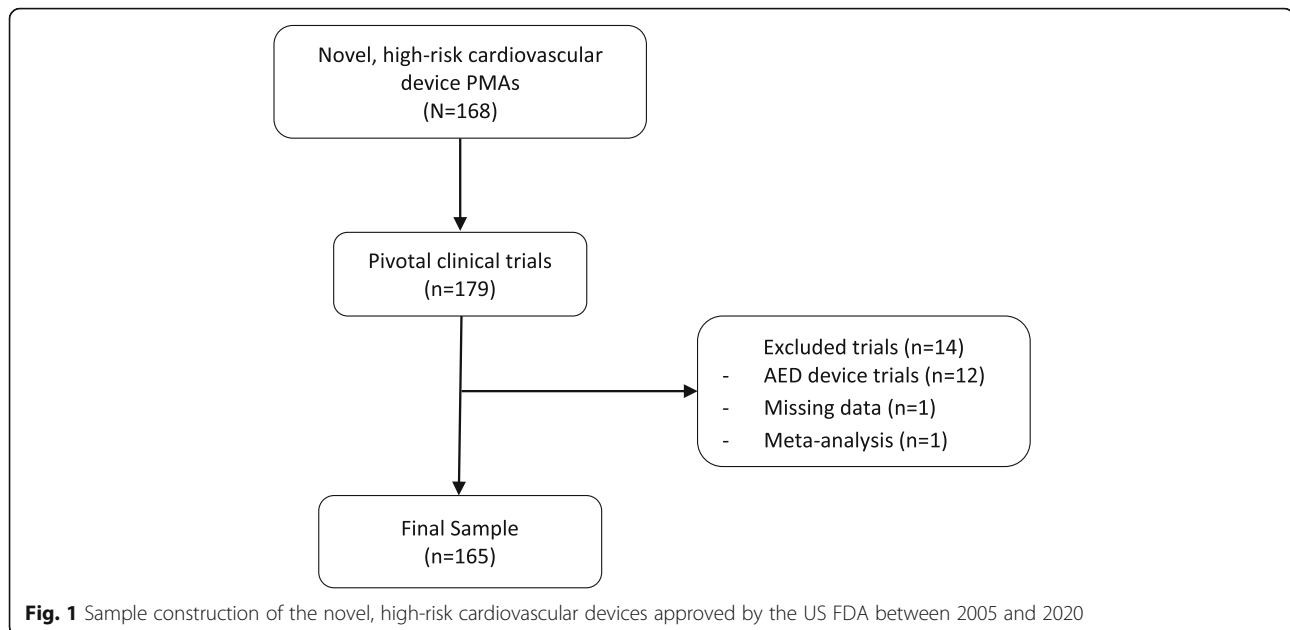 Novel, high-risk cardiovascular
device PMAs
(N=168)
Pivotal clinical trials
(n=179)
Excluded trials (n=14)
- AED device trials (n=12)
- Missing data (n=1)
- Meta-analysis (n=1)
Final Sample
(n=165)
Fig. 1 Sample construction of the novel, high-risk cardiovascular devices approved by the US FDA between 2005 and 2020